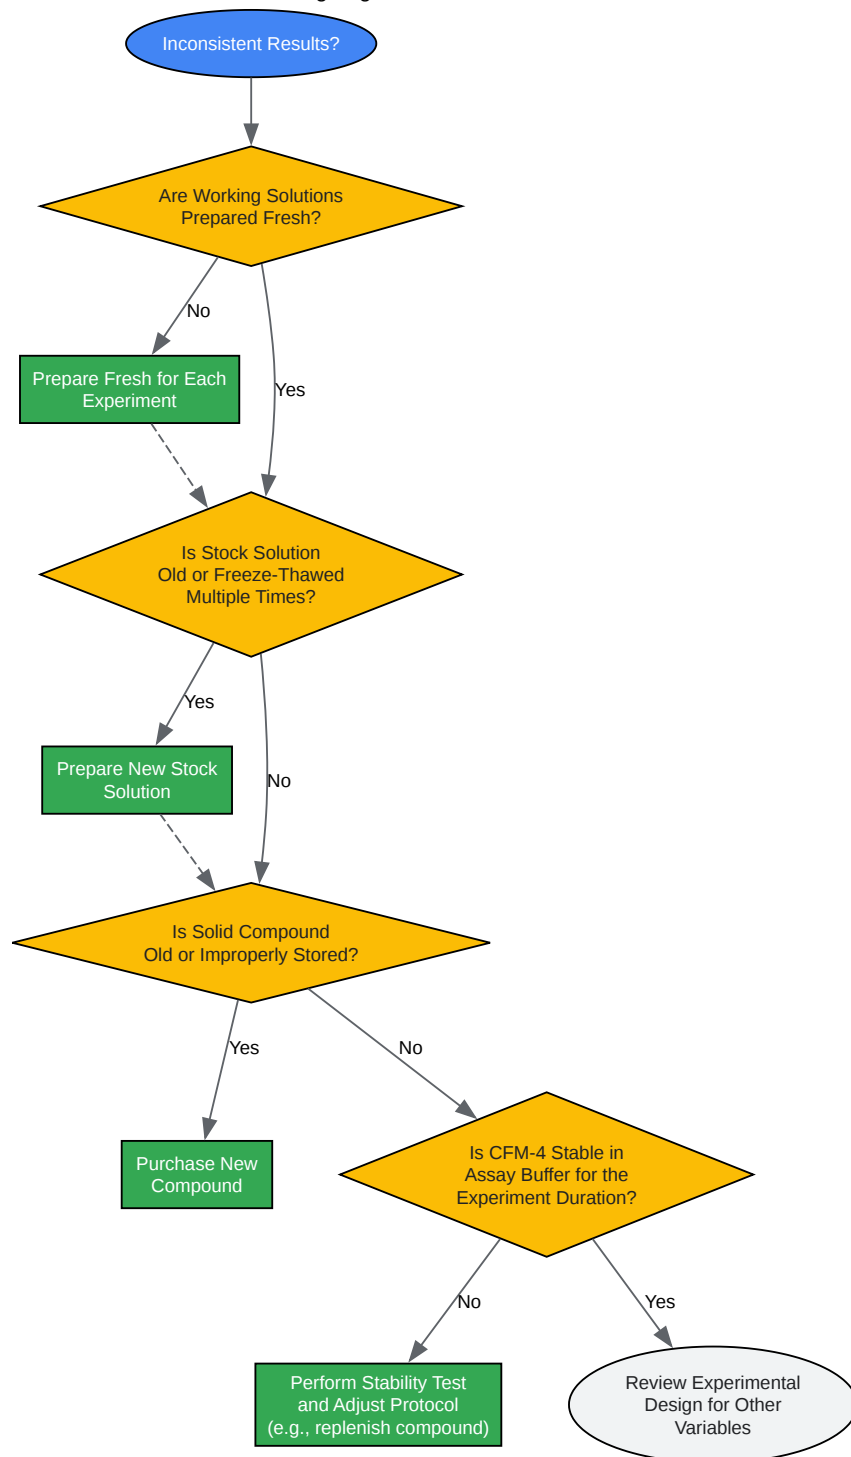 Inconsistent Results?
Are Working Solutions
Prepared Fresh?
No
Yes
Prepare Fresh for Each
Experiment
Is Stock Solution
Old or Freeze-Thawed
Multiple Times?
Yes
No
Prepare New Stock
Solution
Is Solid Compound
Old or Improperly Stored?
Yes
No
Purchase New
Compound
Is CFM-4 Stable in
Assay Buffer for the
Experiment Duration?
No
Yes
Perform Stability Test
and Adjust Protocol
(e.g., replenish compound)
Review Experimental
Design for Other
Variables